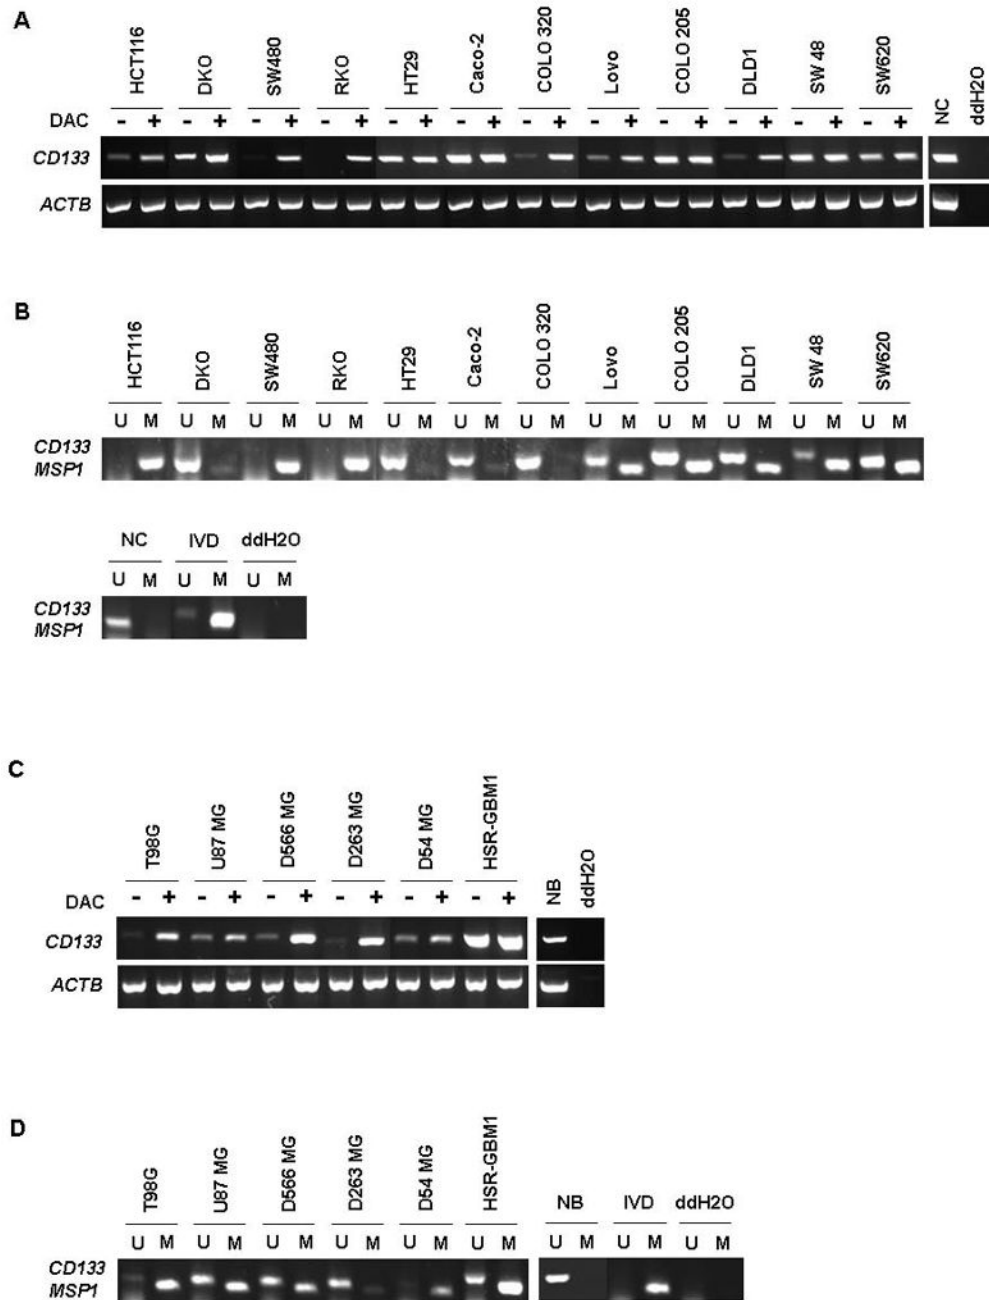 A
HCT116 DKO SW480 RKO HT29 Caco-2 COLO 320 Lovo COLO 205 DLD1 SW 48 SW620 NC ddH2O
DAC - + - + - + - + - + - + - + - + - + - + - + - +
CD133
ACTB
B
HCT116 DKO SW480 RKO HT29 Caco-2 COLO 320 Lovo COLO 205 DLD1 SW 48 SW620
U M U M U M U M U M U M U M U M U M U M U M U M
CD133
MSP1
NC IVD ddH2O
U M U M U M
CD133
MSP1
C
T98G U87 MG D566 MG D263 MG D54 MG HSR-GBM1 NB ddH2O
DAC - + - + - + - + - + - +
CD133
ACTB
D
T98G U87 MG D566 MG D263 MG D54 MG HSR-GBM1 NB IVD ddH2O
U M U M U M U M U M U M U M U M U M
CD133
MSP1